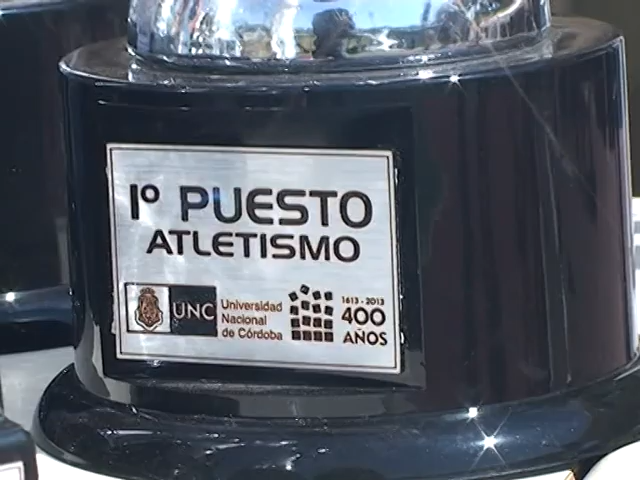 1º PUESTO
ATLETISMO
UNC
Universidad
Nacional
de Córdoba
1613 - 2013
400
AÑOS